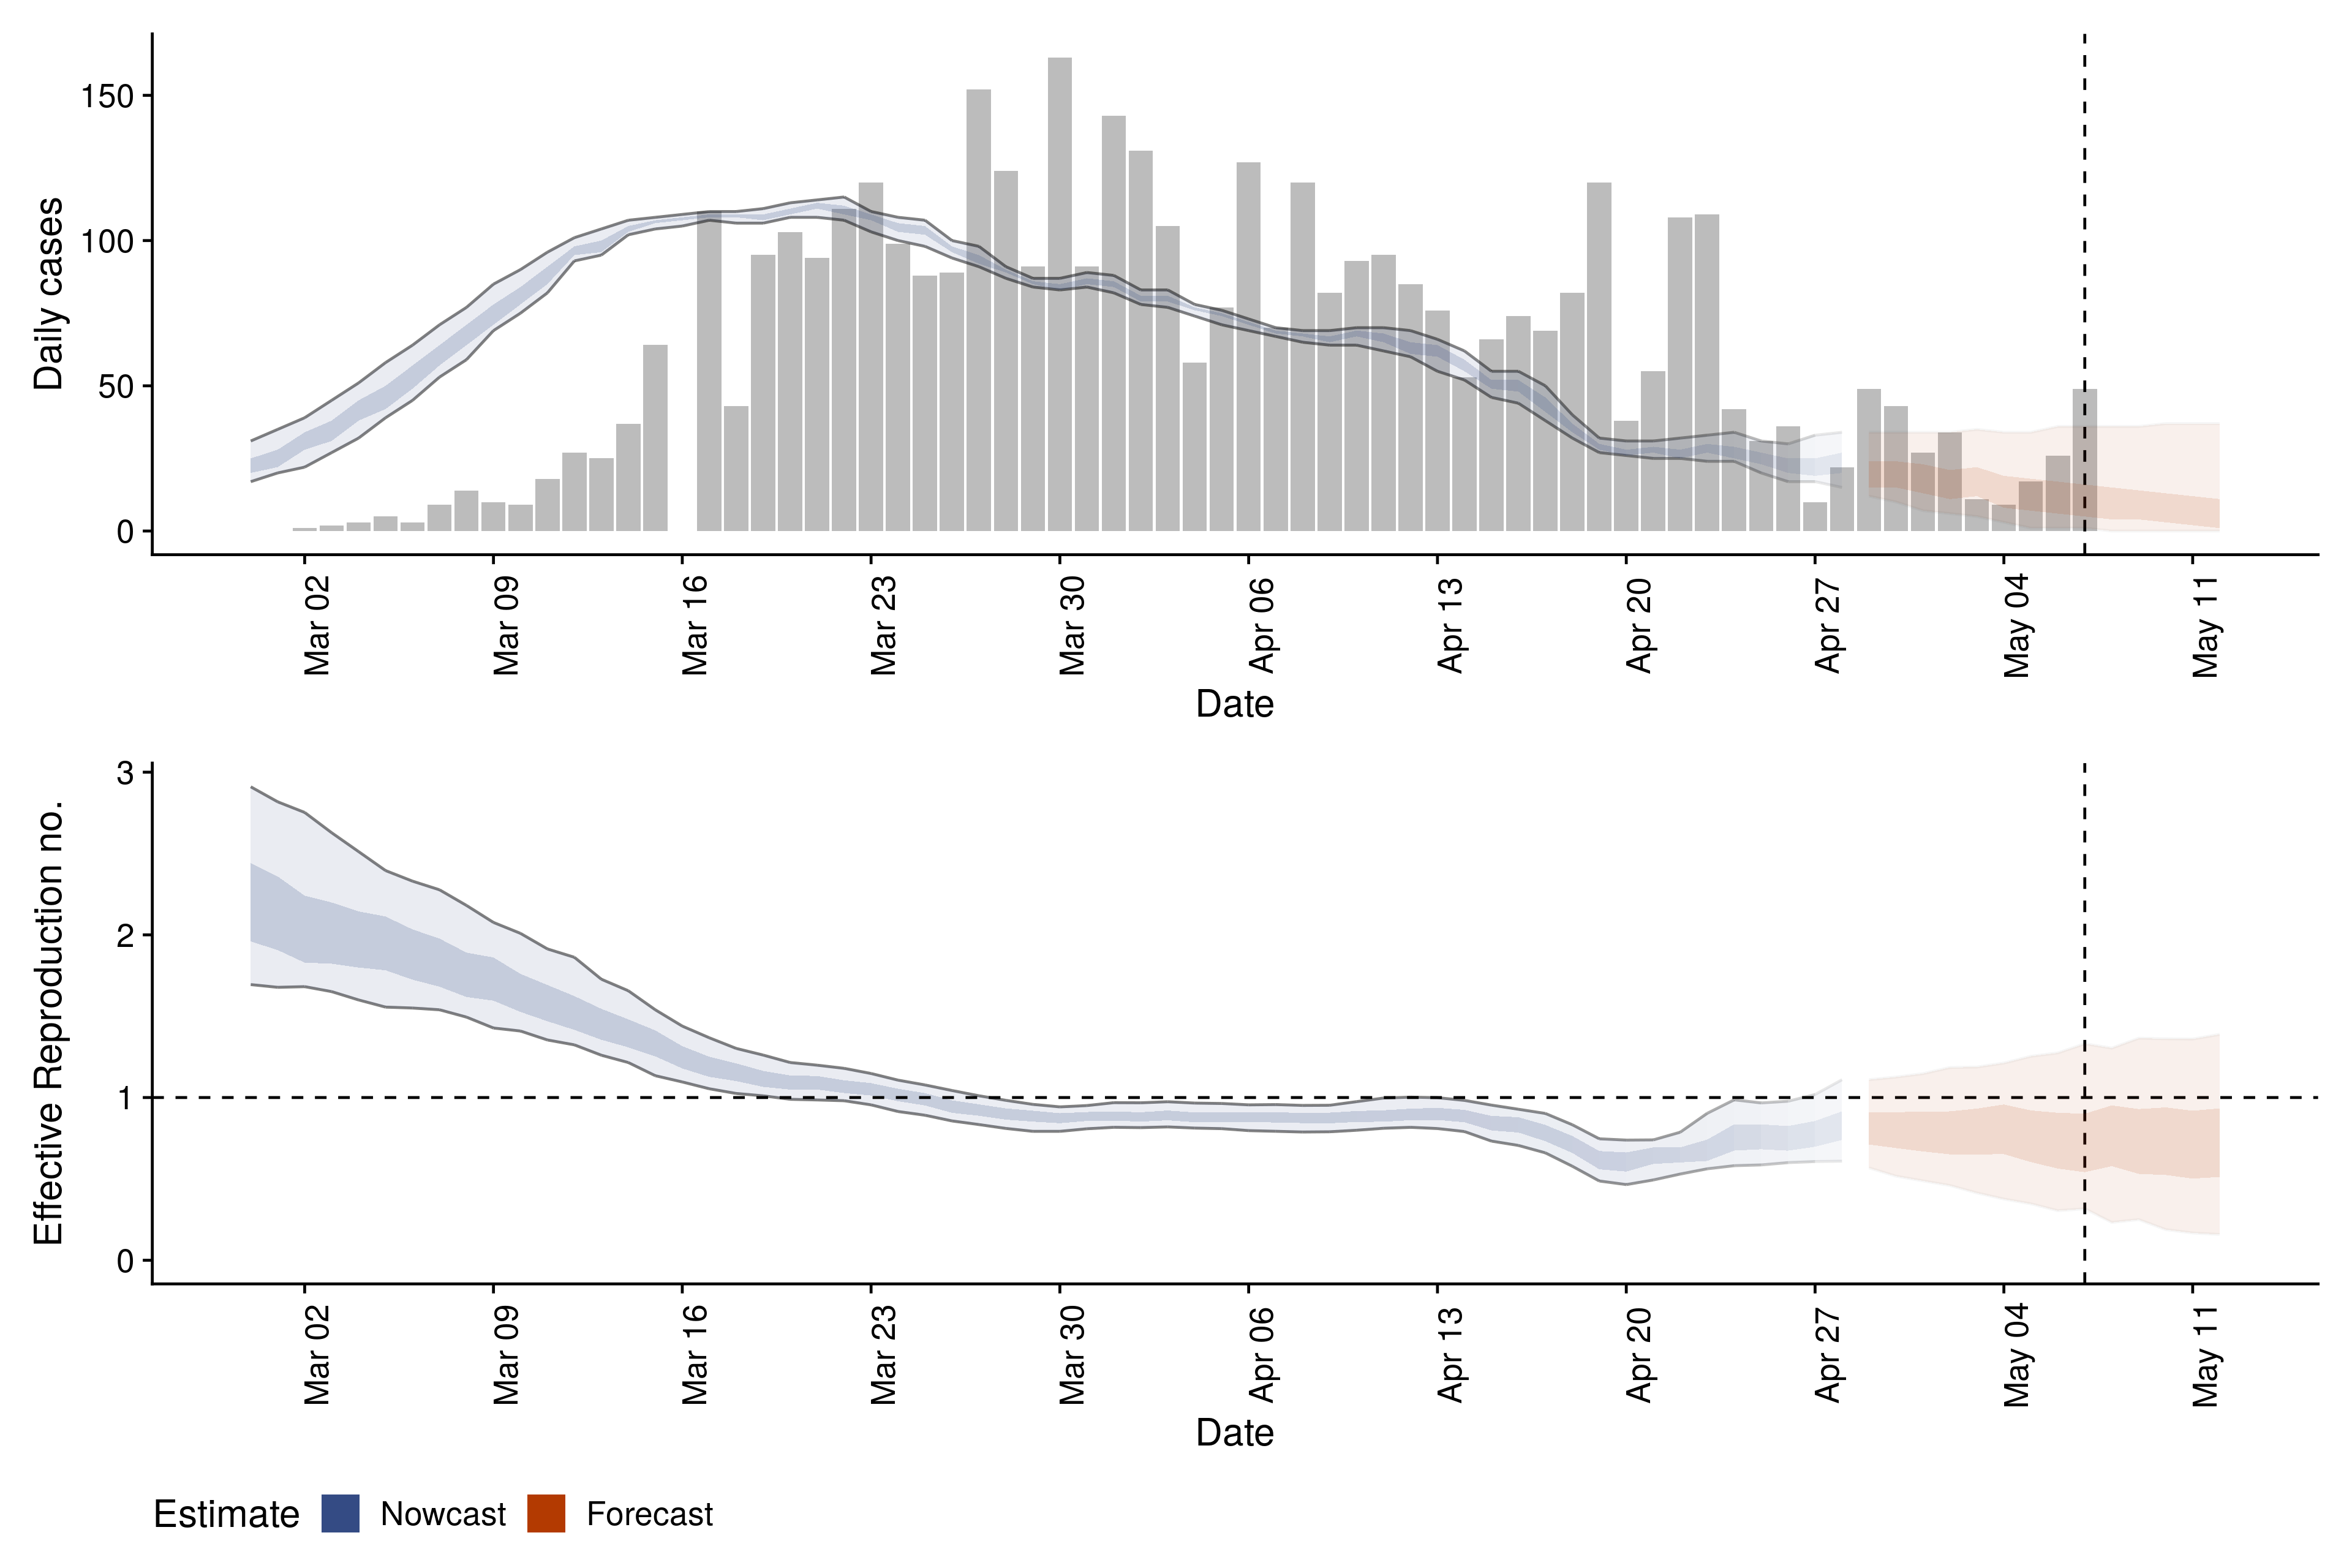 Daily cases
150
100
50
0
Mar 02
Mar 09
Mar 16
Mar 23
Mar 30
Apr 06
Apr 13
Apr 20
Apr 27
May 04
May 11
Date
Effective Reproduction no.
3
2
1
0
Mar 02
Mar 09
Mar 16
Mar 23
Mar 30
Apr 06
Apr 13
Apr 20
Apr 27
May 04
May 11
Date
Estimate Nowcast Forecast